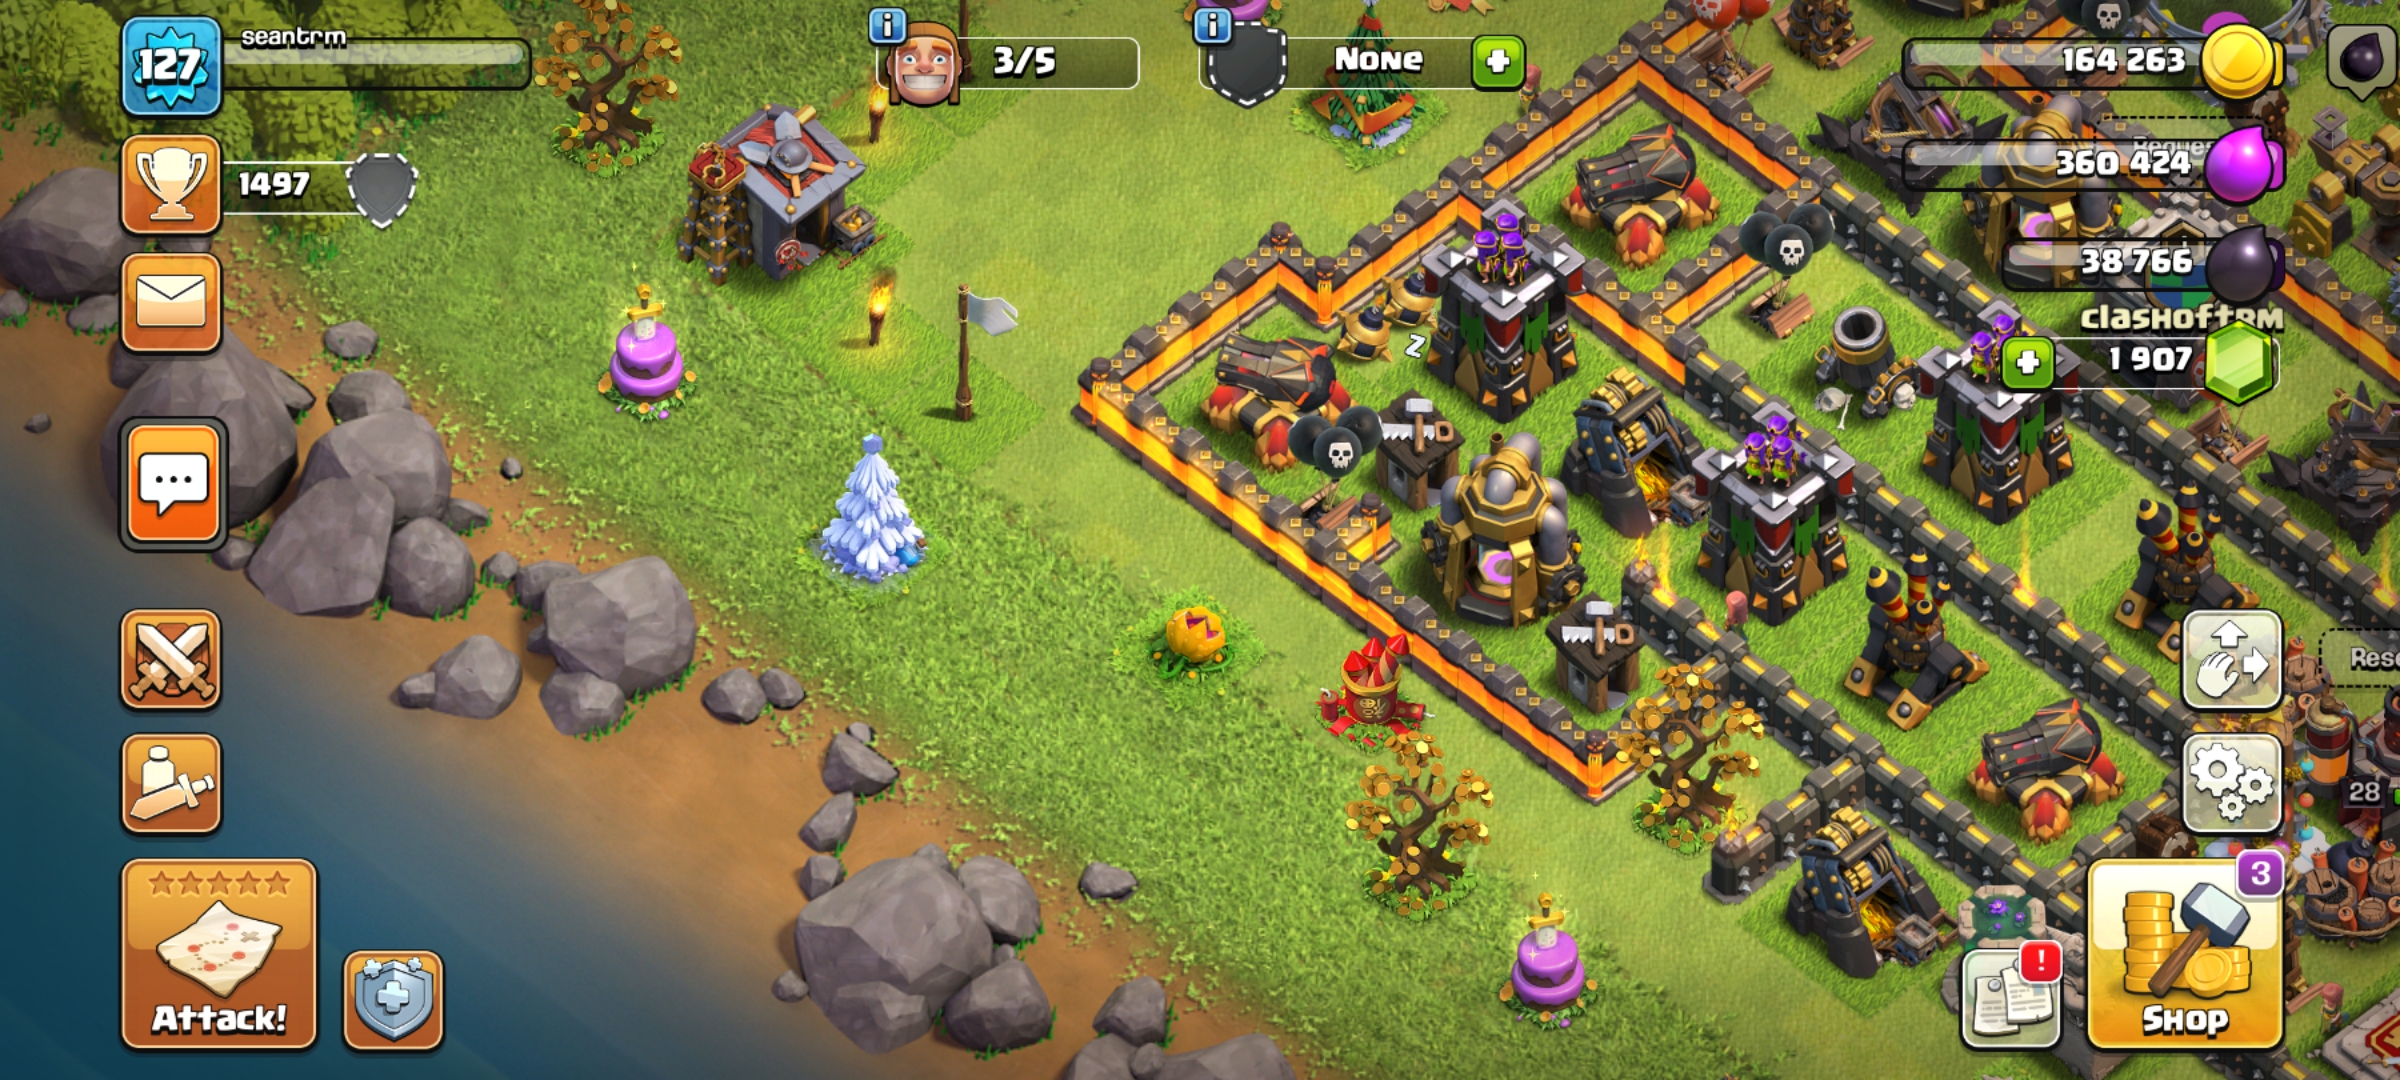 127
seantrm
3/5
None
164 263
1497
Request
360 424
38 766
clashoftrm
1 907
Z
28
3
!
Attack!
Shop